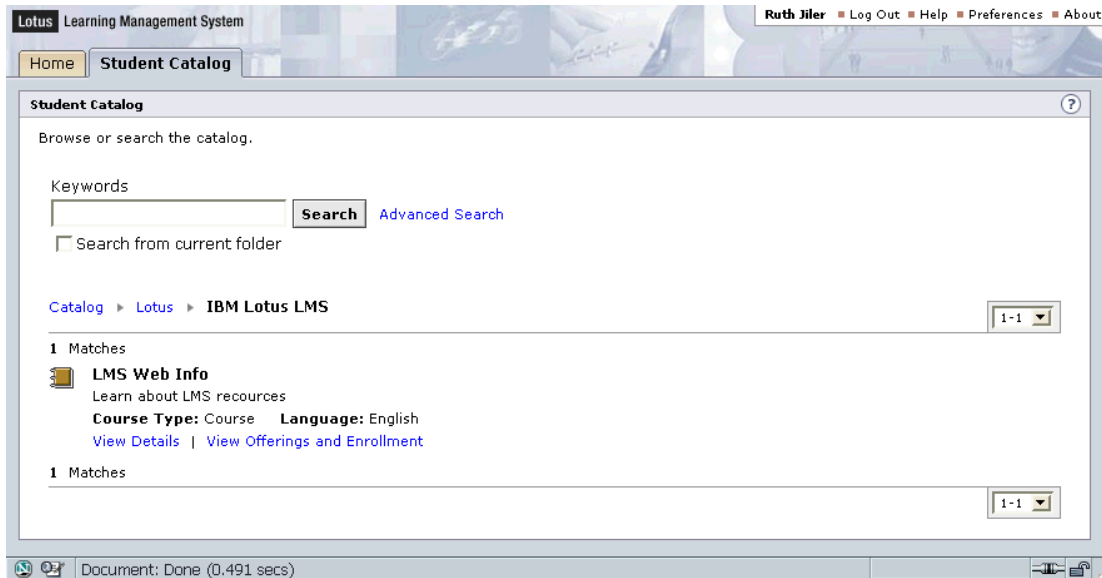 Lotus Learning Management System
Ruth Jiler Log Out Help Preferences About
Home Student Catalog
Student Catalog ?
Browse or search the catalog.
Keywords
Search Advanced Search
Search from current folder
Catalog Lotus IBM Lotus LMS
1-1
1 Matches
LMS Web Info
Learn about LMS recources
Course Type: Course Language: English
View Details | View Offerings and Enrollment
1 Matches
1-1
Document: Done (0.491 secs)